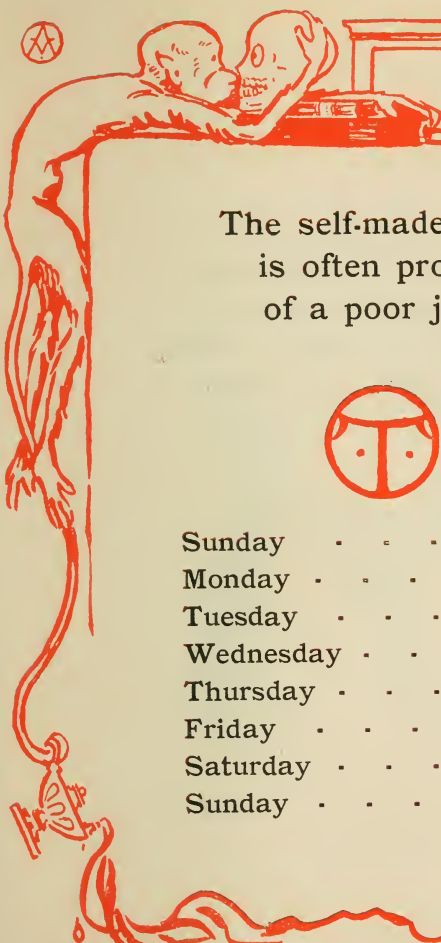 The self-made
is often pro
of a poor j
Sunday
Monday
Tuesday
Wednesday
Thursday
Friday
Saturday
Sunday